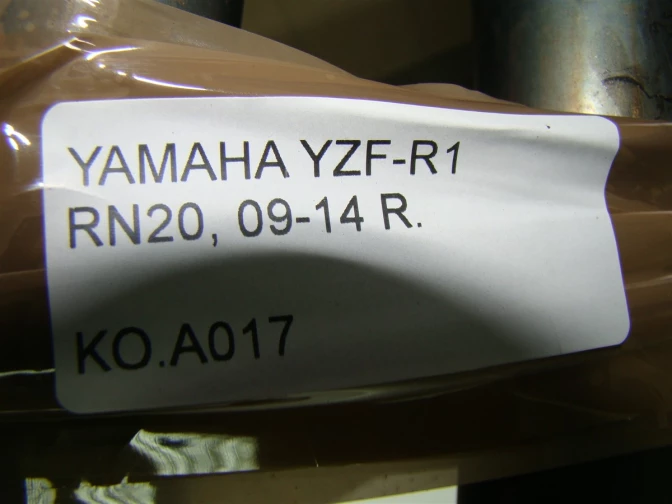 YAMAHA YZF-R1
RN20, 09-14 R.
KO.A017